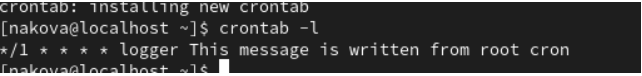 crontab: installing new crontab
[nakova@localhost ~]$ crontab -l
*/1 * * * * logger This message is written from root cron
[nakova@localhost ~]$